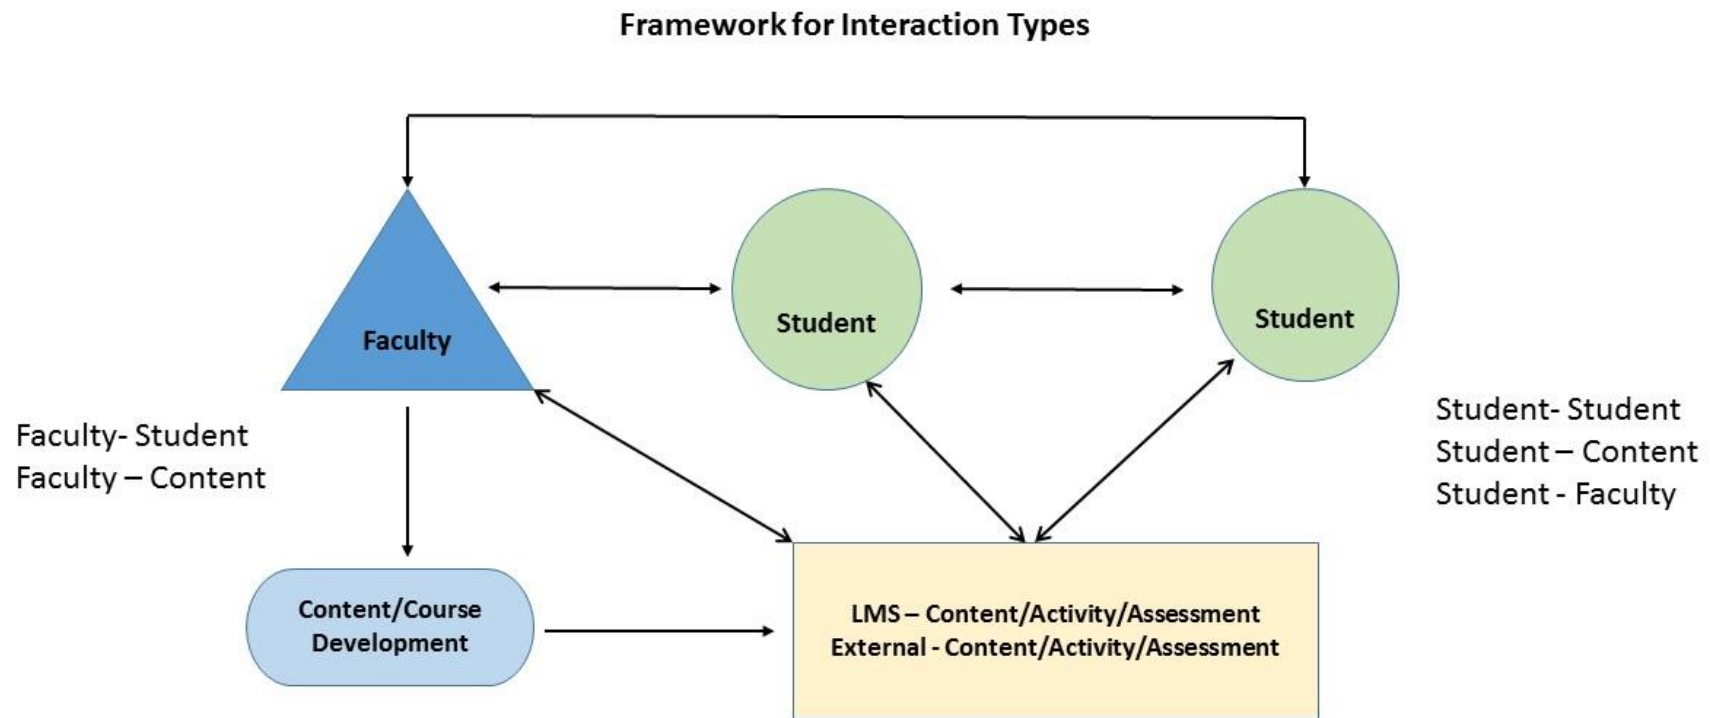 Framework for Interaction Types
Faculty
Student
Student
Faculty- Student
Faculty – Content
Student- Student
Student – Content
Student - Faculty
Content/Course
Development
LMS – Content/Activity/Assessment
External - Content/Activity/Assessment